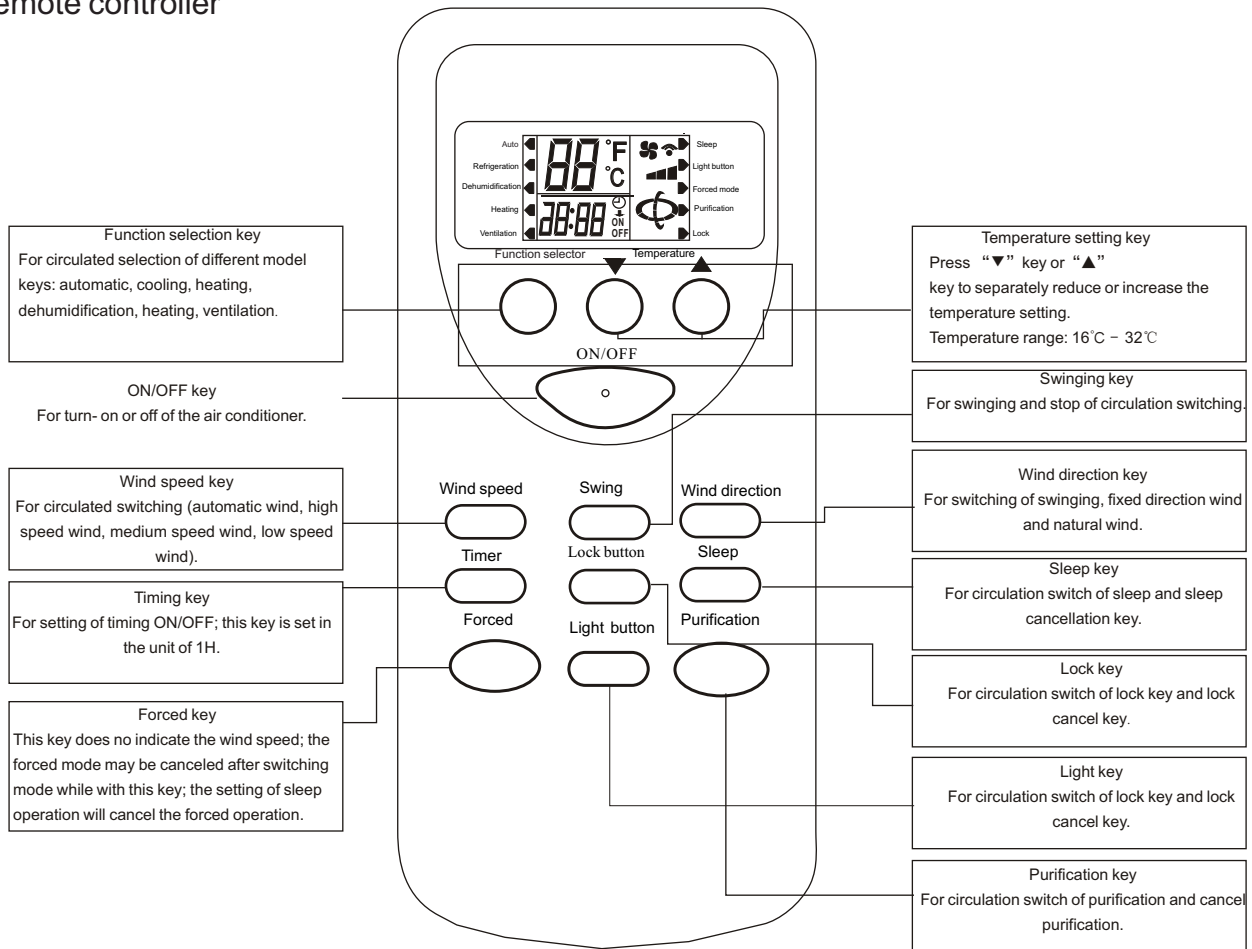 emote controller
Auto
Refrigeration
Dehumidification
Heating
Ventilation
88 °F
°C
28:88 ON
OFF
Sleep
Light button
Forced mode
Purification
Lock
Function selector ▼ Temperature ▲
ON/OFF
Wind speed Swing Wind direction
Timer Lock button Sleep
Forced Light button Purification
Function selection key
For circulated selection of different model
keys: automatic, cooling, heating,
dehumidification, heating, ventilation.
ON/OFF key
For turn- on or off of the air conditioner.
Wind speed key
For circulated switching (automatic wind, high
speed wind, medium speed wind, low speed
wind).
Timing key
For setting of timing ON/OFF; this key is set in
the unit of 1H.
Forced key
This key does no indicate the wind speed; the
forced mode may be canceled after switching
mode while with this key; the setting of sleep
operation will cancel the forced operation.
Temperature setting key
Press “▼” key or “▲”
key to separately reduce or increase the
temperature setting.
Temperature range: 16°C - 32℃
Swinging key
For swinging and stop of circulation switching.
Wind direction key
For switching of swinging, fixed direction wind
and natural wind.
Sleep key
For circulation switch of sleep and sleep
cancellation key.
Lock key
For circulation switch of lock key and lock
cancel key.
Light key
For circulation switch of lock key and lock
cancel key.
Purification key
For circulation switch of purification and cancel
purification.